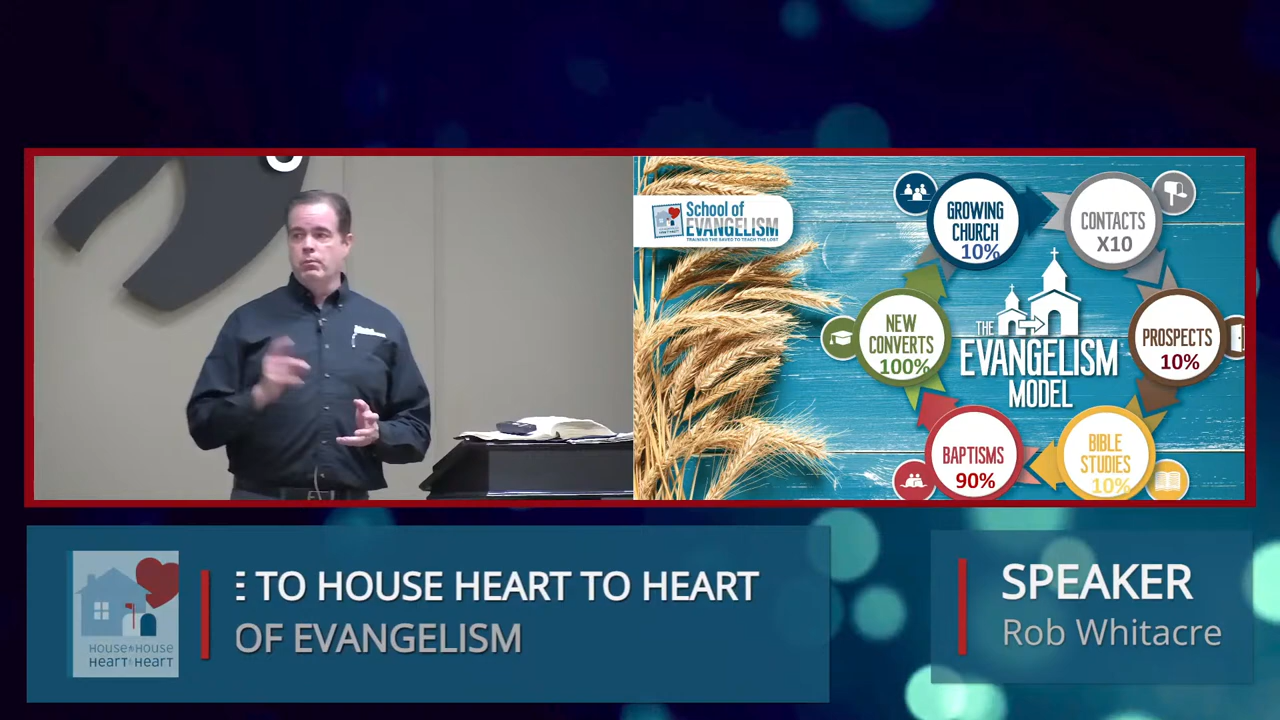 School of
EVANGELISM
TRAINING THE SAVED TO TEACH THE LOST
GROWING
CHURCH
10%
CONTACTS
X10
PROSPECTS
10%
BIBLE
STUDIES
10%
BAPTISMS
90%
NEW
CONVERTS
100%
THE
EVANGELISM
MODEL
TO HOUSE HEART TO HEART
OF EVANGELISM
HOUSE TO HOUSE
HEART TO HEART
SPEAKER
Rob Whitacre